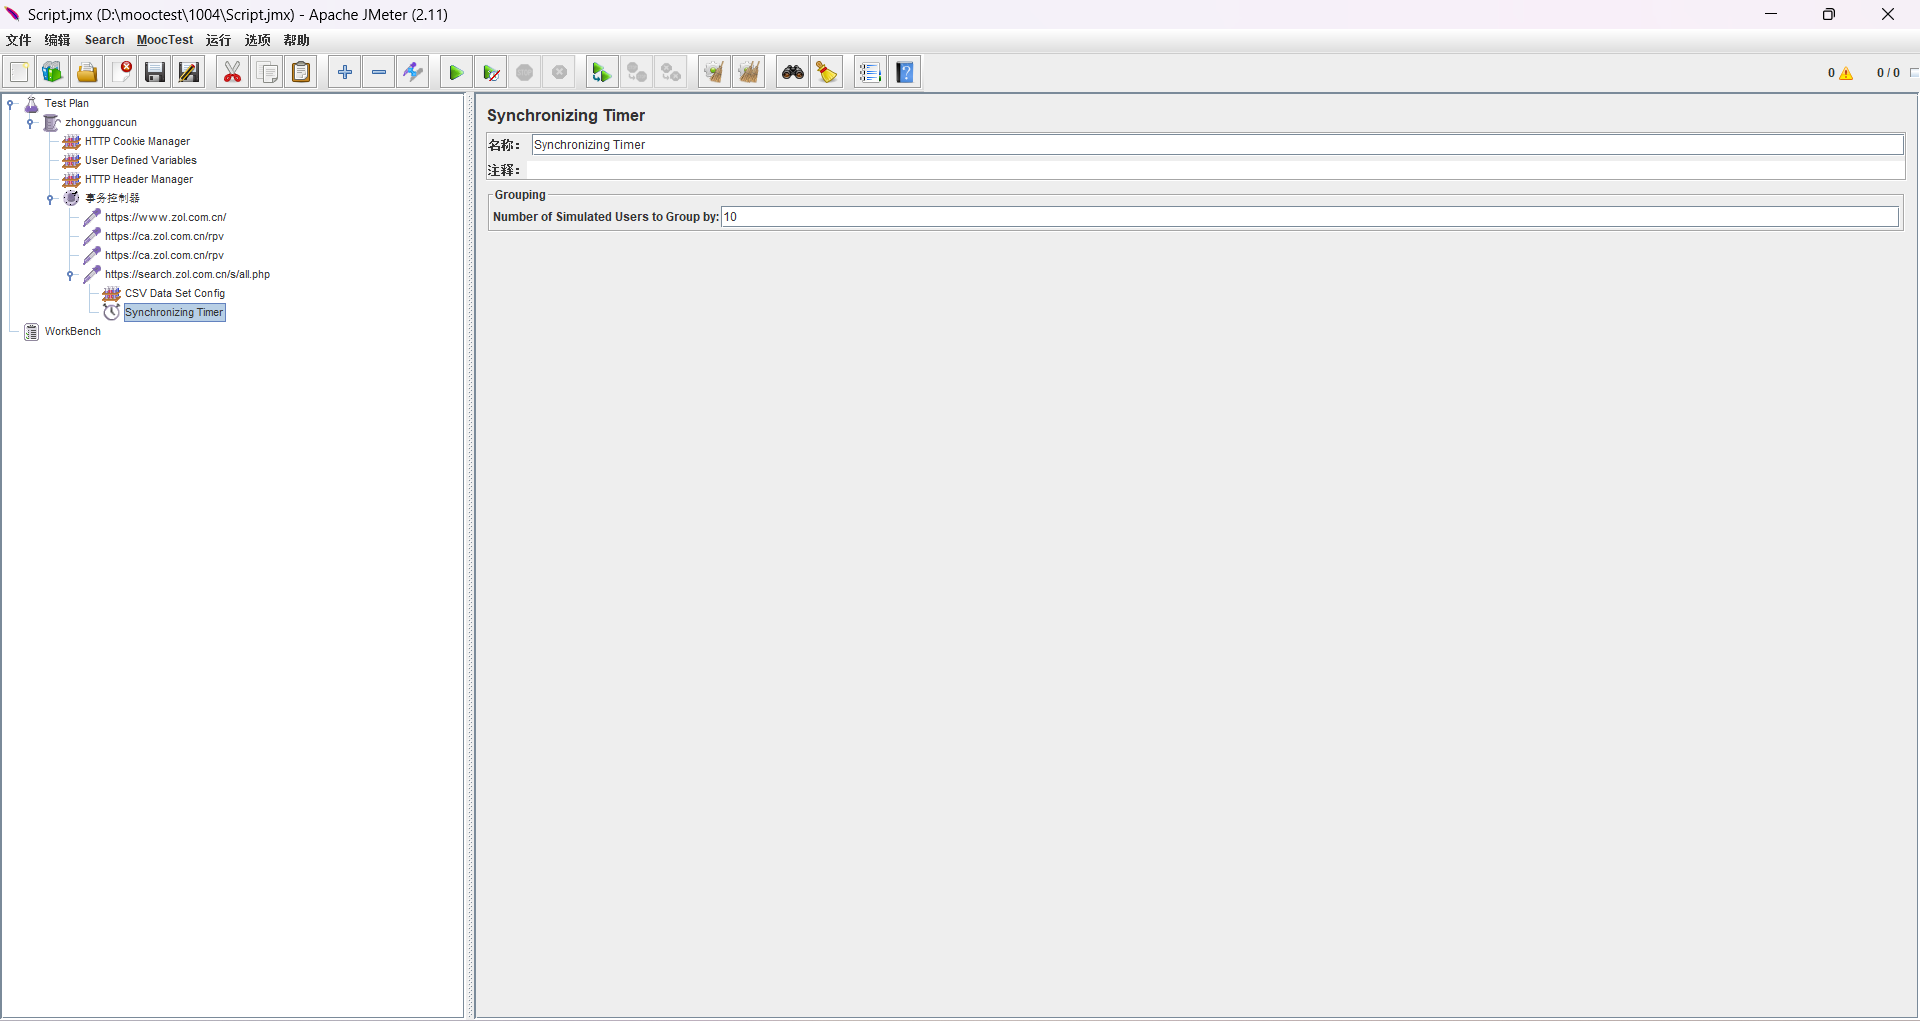 Script.jmx (D:\mooctest\1004\Script.jmx) - Apache JMeter (2.11)
文件 编辑 Search MoocTest 运行 选项 帮助
0 0 / 0
Test Plan
zhongguancun
HTTP Cookie Manager
User Defined Variables
HTTP Header Manager
事务控制器
https://www.zol.com.cn/
https://ca.zol.com.cn/rpv
https://ca.zol.com.cn/rpv
https://search.zol.com.cn/s/all.php
CSV Data Set Config
Synchronizing Timer
WorkBench
Synchronizing Timer
名称： Synchronizing Timer
注释：
Grouping
Number of Simulated Users to Group by: 10